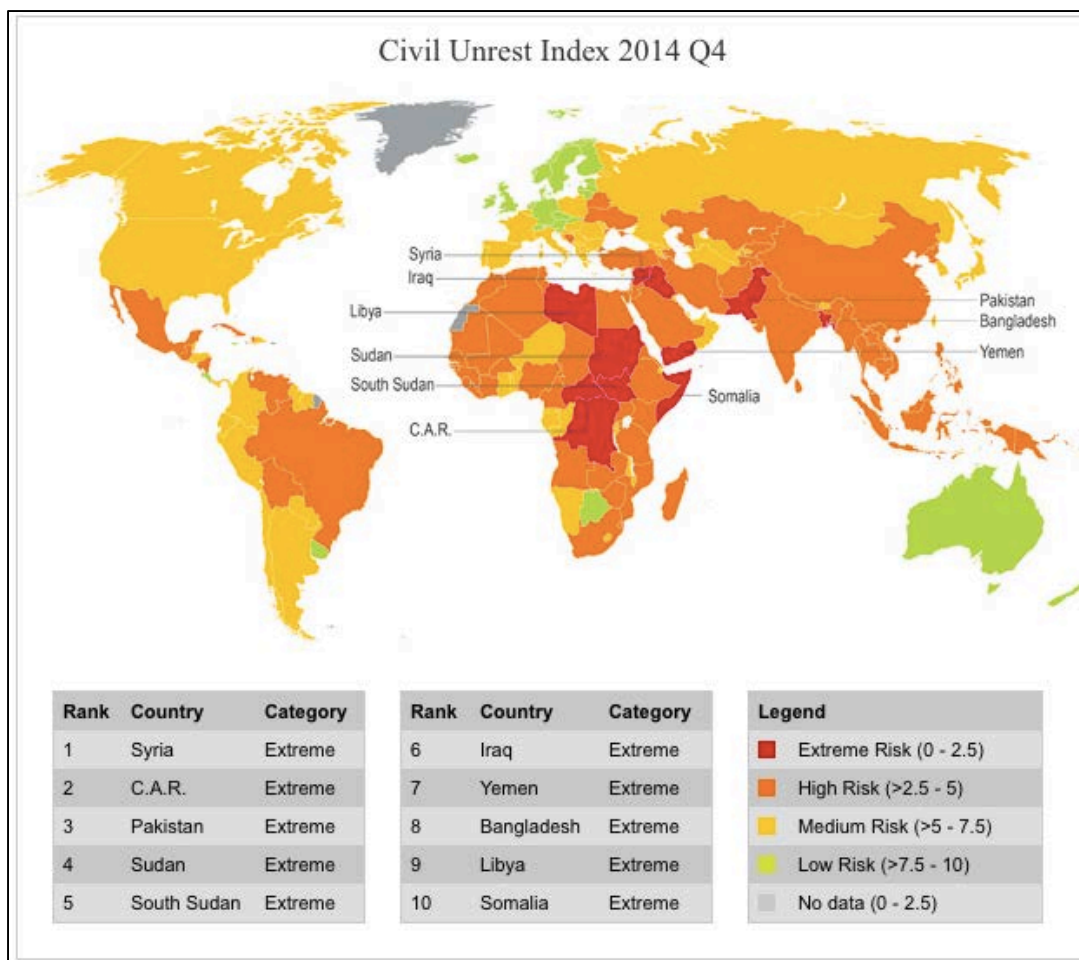 Civil Unrest Index 2014 Q4
Syria
Iraq
Libya
Sudan
South Sudan
C.A.R.
Pakistan
Bangladesh
Yemen
Somalia
Rank Country Category
1 Syria Extreme
2 C.A.R. Extreme
3 Pakistan Extreme
4 Sudan Extreme
5 South Sudan Extreme
Rank Country Category
6 Iraq Extreme
7 Yemen Extreme
8 Bangladesh Extreme
9 Libya Extreme
10 Somalia Extreme
Legend
Extreme Risk (0 - 2.5)
High Risk (>2.5 - 5)
Medium Risk (>5 - 7.5)
Low Risk (>7.5 - 10)
No data (0 - 2.5)